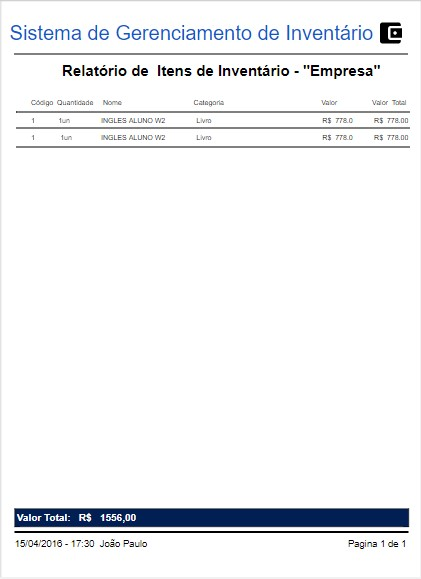 Sistema de Gerenciamento de Inventário
Relatório de Itens de Inventário - "Empresa"
Código Quantidade Nome Categoria Valor Valor Total
1 1un INGLES ALUNO W2 Livro R$ 778.0 R$ 778.00
1 1un INGLES ALUNO W2 Livro R$ 778.0 R$ 778.00
Valor Total: R$ 1556,00
15/04/2016 - 17:30 João Paulo Pagina 1 de 1